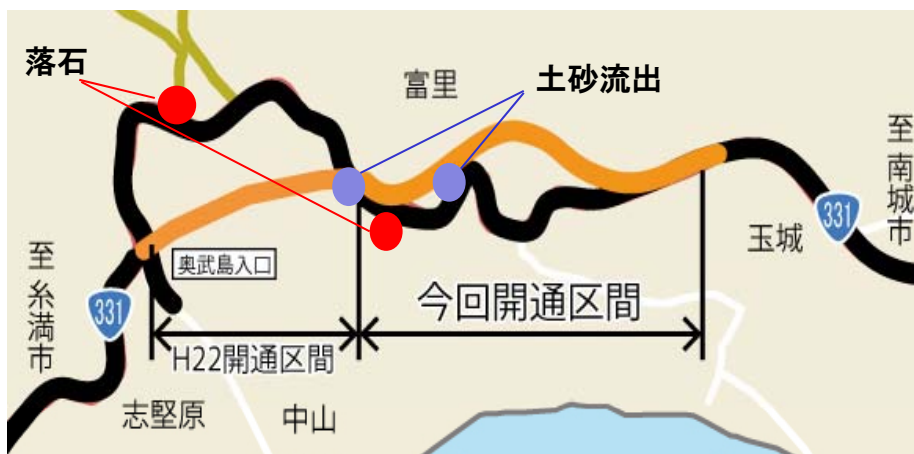 落石
富里
土砂流出
至南城市
331
玉城
奥武島入口
至糸満市
331
今回開通区間
H22開通区間
志堅原
中山